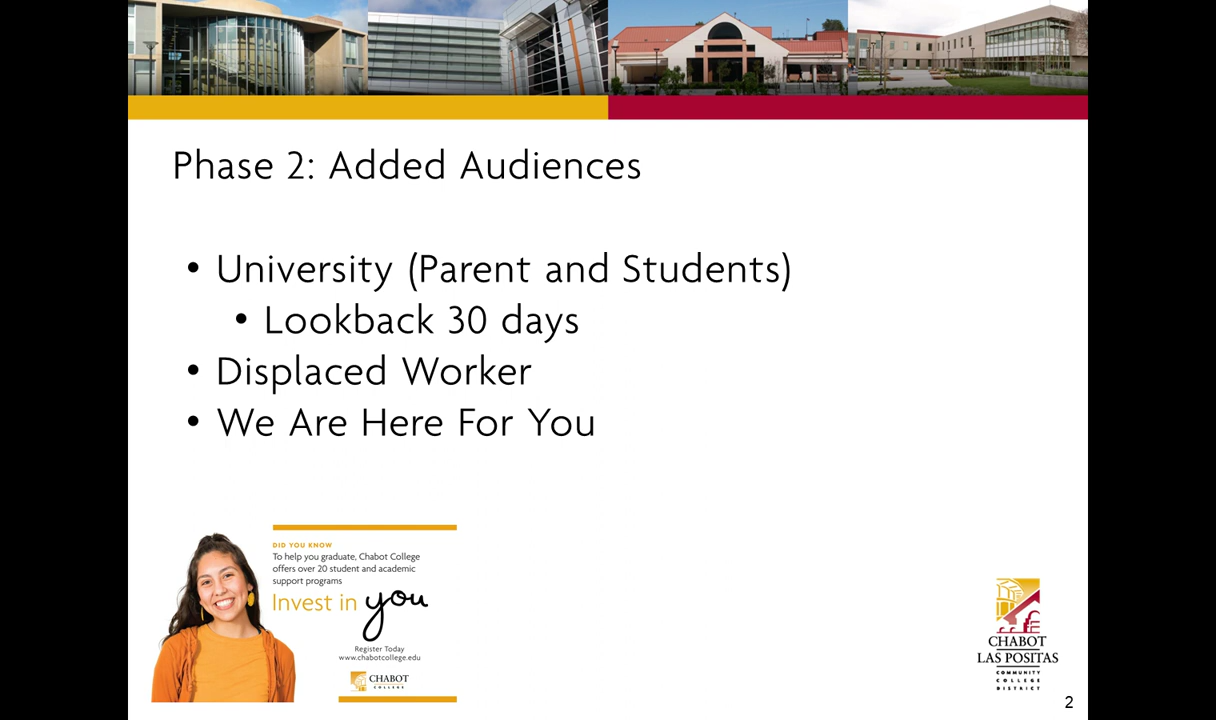 Phase 2: Added Audiences
• University (Parent and Students)
• Lookback 30 days
• Displaced Worker
• We Are Here For You
DID YOU KNOW
To help you graduate, Chabot College
offers over 20 student and academic
support programs
Invest in you
Register Today
www.chabotcollege.edu
CHABOT
COLLEGE
CHABOT
LAS POSITAS
COMMUNITY
COLLEGE
DISTRICT
2